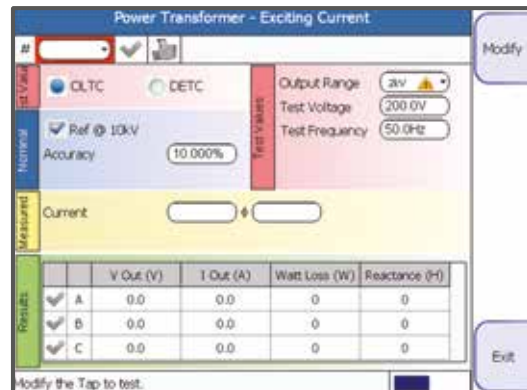 Power Transformer - Exciting Current
#
Modify
OLTC DETC
Output Range 2kV
Test Voltage 200.0V
Test Frequency 50.0Hz
Test Values
Nominal
Ref @ 10kV
Accuracy 10.000%
Measured
Current ϕ
Results
V Out (V) I Out (A) Watt Loss (W) Reactance (H)
A 0.0 0.0 0 0
B 0.0 0.0 0 0
C 0.0 0.0 0 0
Exit
Modify the Tap to test.